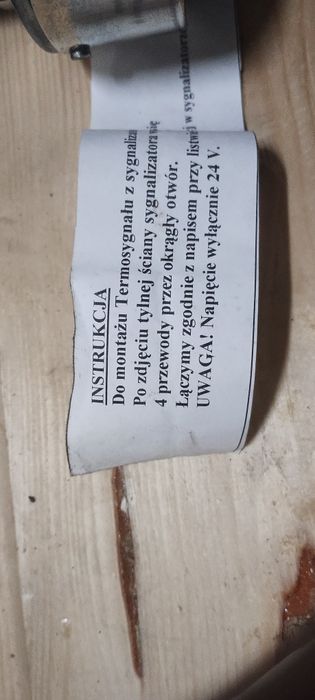 INSTRUKCJA
Do montażu Termosygnału z sygnalizat
Po zdjęciu tylnej ściany sygnalizatora
4 przewody przez okrągły otwór.
Łączymy zgodnie z napisem przy listwie w sygnalizatorze
UWAGA! Napięcie wyłącznie 24 V.